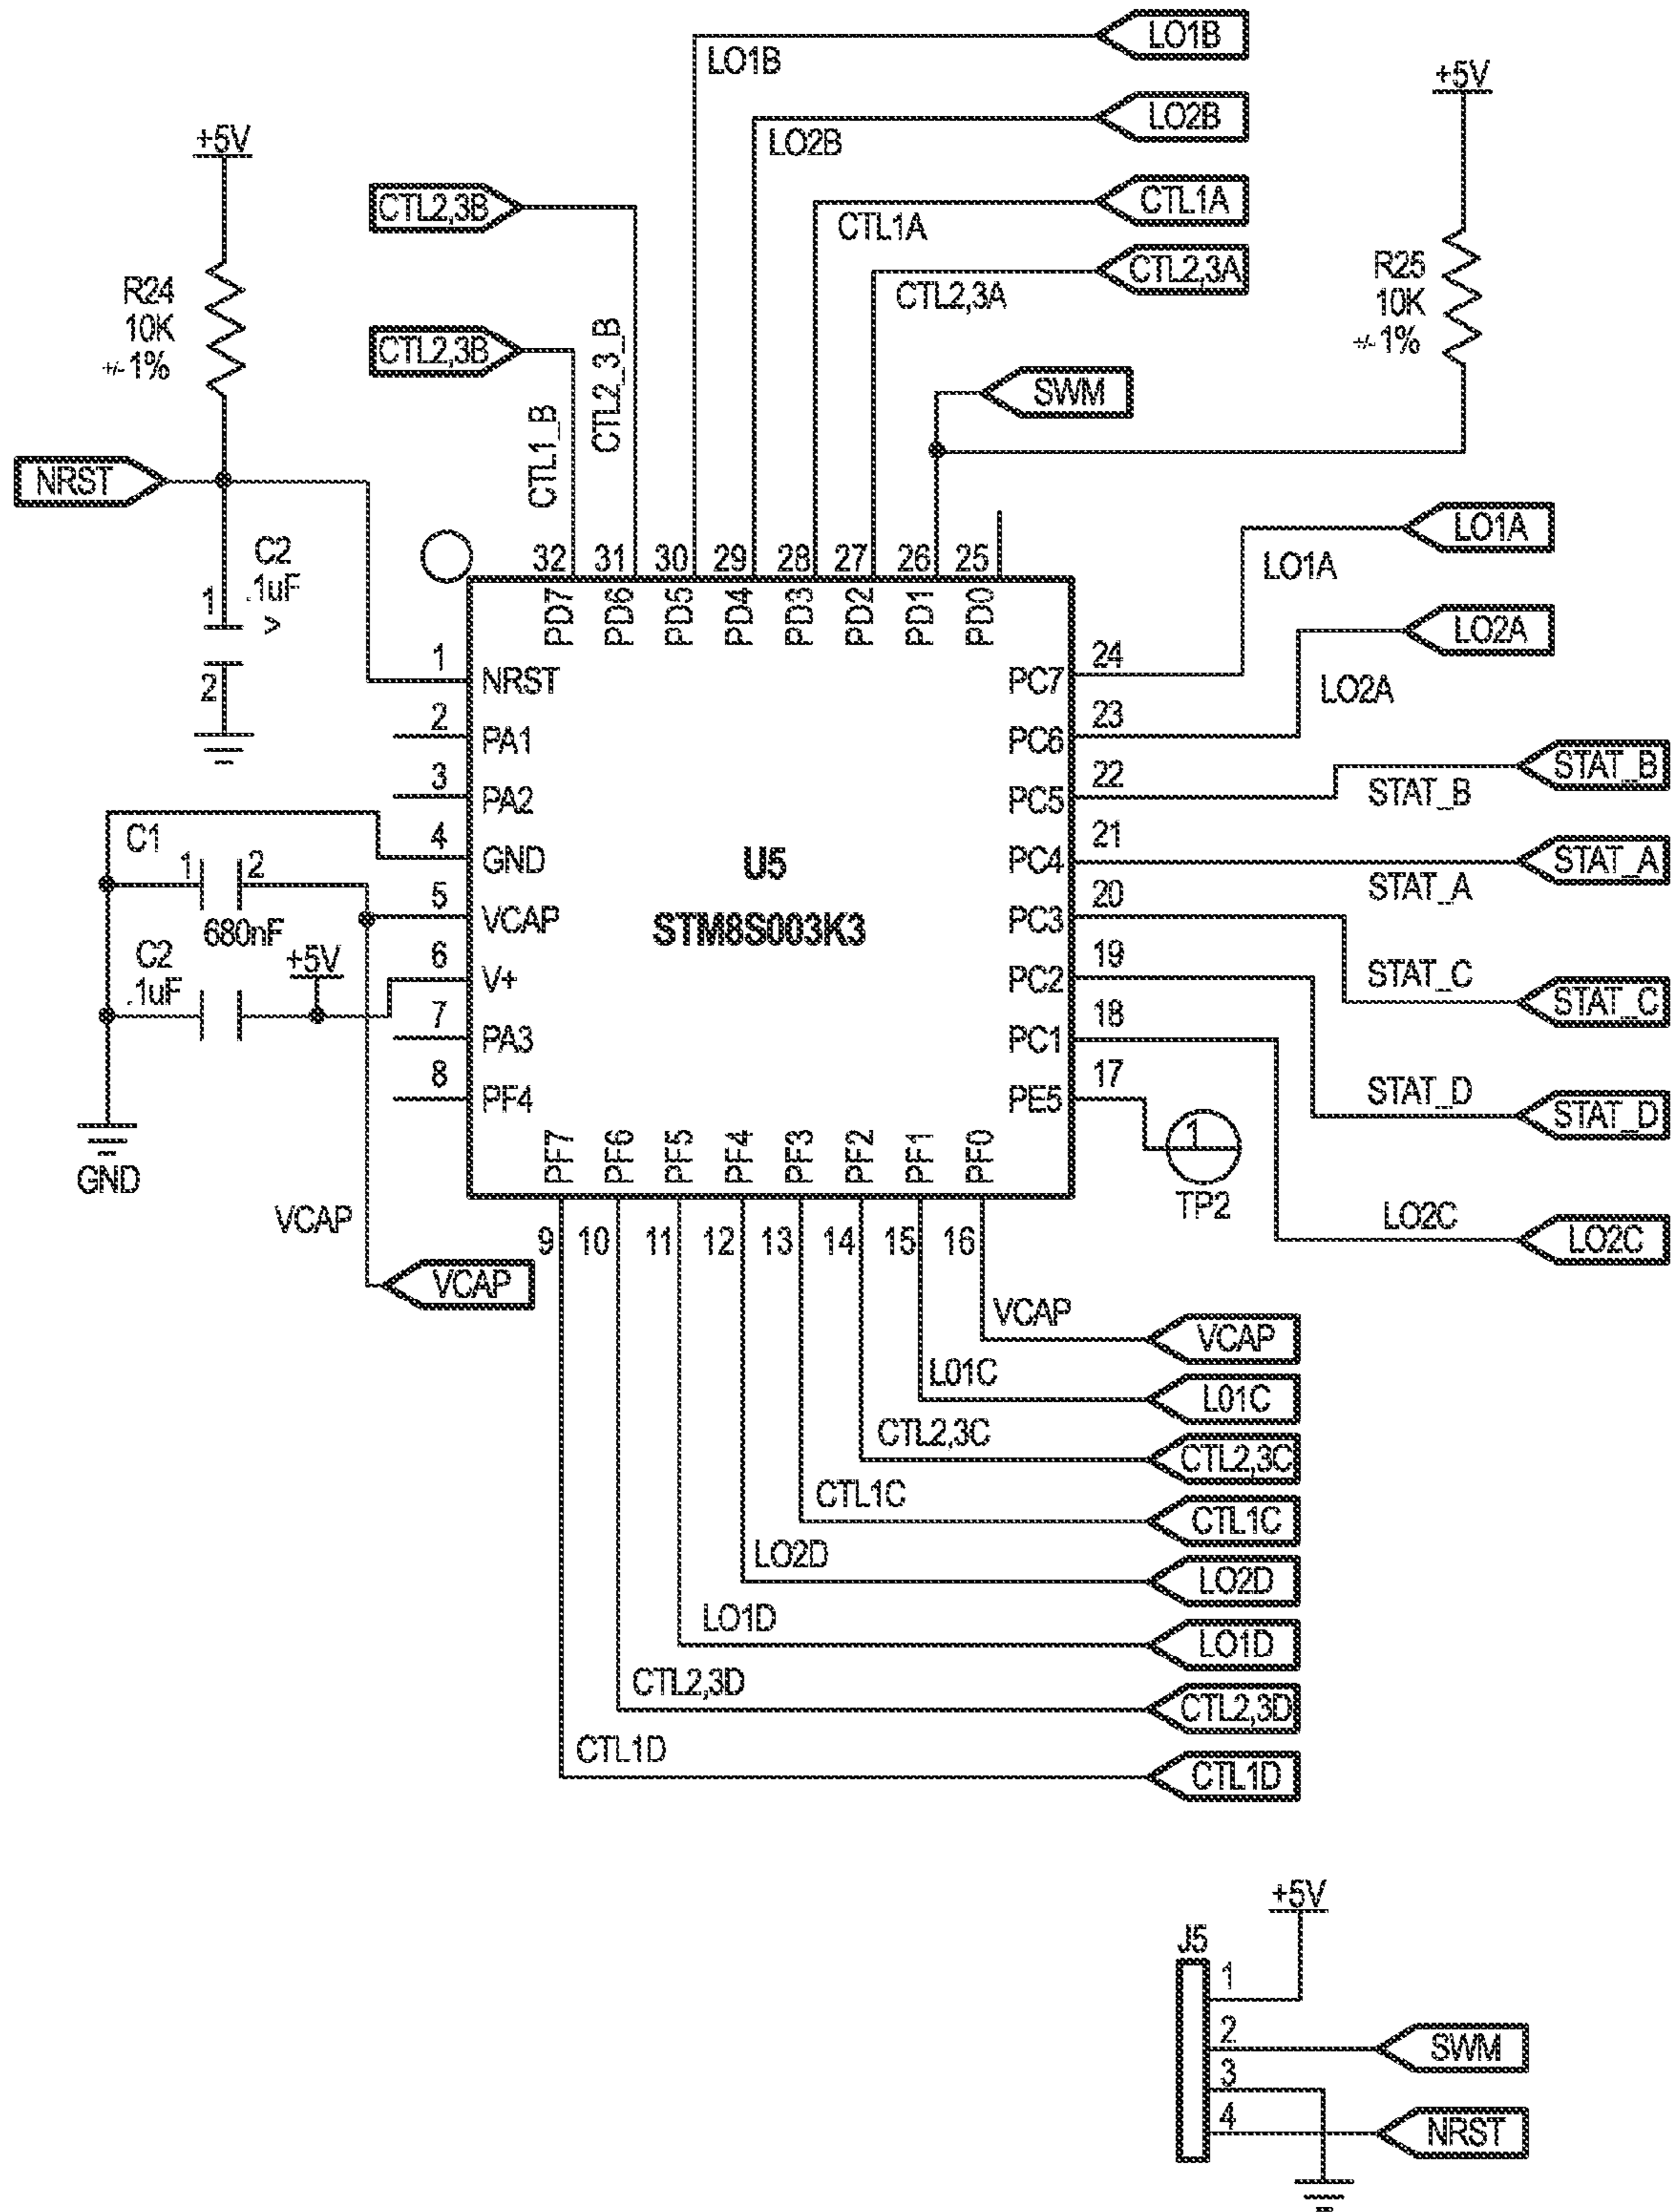 LO1B
LO1B
+5V
LO2B
LO2B
+5V
CTL2,3B
CTL1A
CTL1A
CTL2,3A
CTL2,3A
R24
10K
+/- 1%
R25
10K
+/- 1%
CTL2,3B
CTL2_3_B
CTL1_B
SWM
NRST
C2
.1uF
>
1
2
32 31 30 29 28 27 26 25
PD7 PD6 PD5 PD4 PD3 PD2 PD1 PD0
LO1A
LO1A
LO2A
LO2A
1 NRST
2 PA1
3 PA2
4 GND
5 VCAP
6 V+
7 PA3
8 PF4
U5
STM8S003K3
PC7 24
PC6 23
PC5 22
PC4 21
PC3 20
PC2 19
PC1 18
PE5 17
STAT_B
STAT_B
STAT_A
STAT_A
STAT_C
STAT_C
STAT_D
STAT_D
LO2C
LO2C
C1
1 2
680nF
C2
.1uF
+5V
GND
VCAP
VCAP
1
TP2
PF7 PF6 PF5 PF4 PF3 PF2 PF1 PF0
9 10 11 12 13 14 15 16
VCAP
VCAP
L01C
L01C
CTL2,3C
CTL2,3C
CTL1C
CTL1C
LO2D
LO2D
LO1D
LO1D
CTL2,3D
CTL2,3D
CTL1D
CTL1D
+5V
J5
1
2
SWM
3
4
NRST